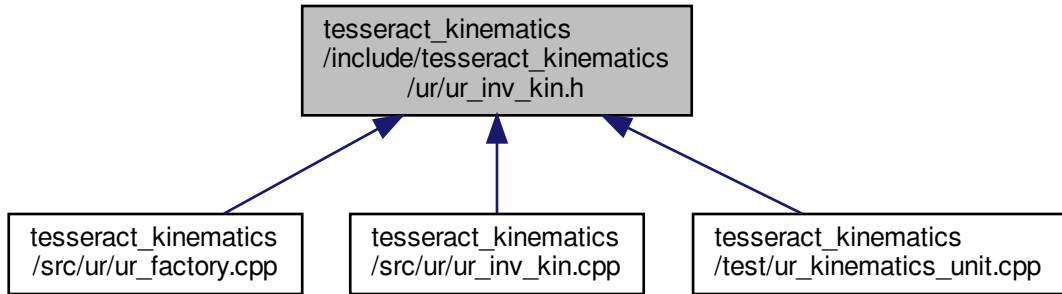 tesseract_kinematics
/include/tesseract_kinematics
/ur/ur_inv_kin.h
tesseract_kinematics
/src/ur/ur_factory.cpp
tesseract_kinematics
/src/ur/ur_inv_kin.cpp
tesseract_kinematics
/test/ur_kinematics_unit.cpp